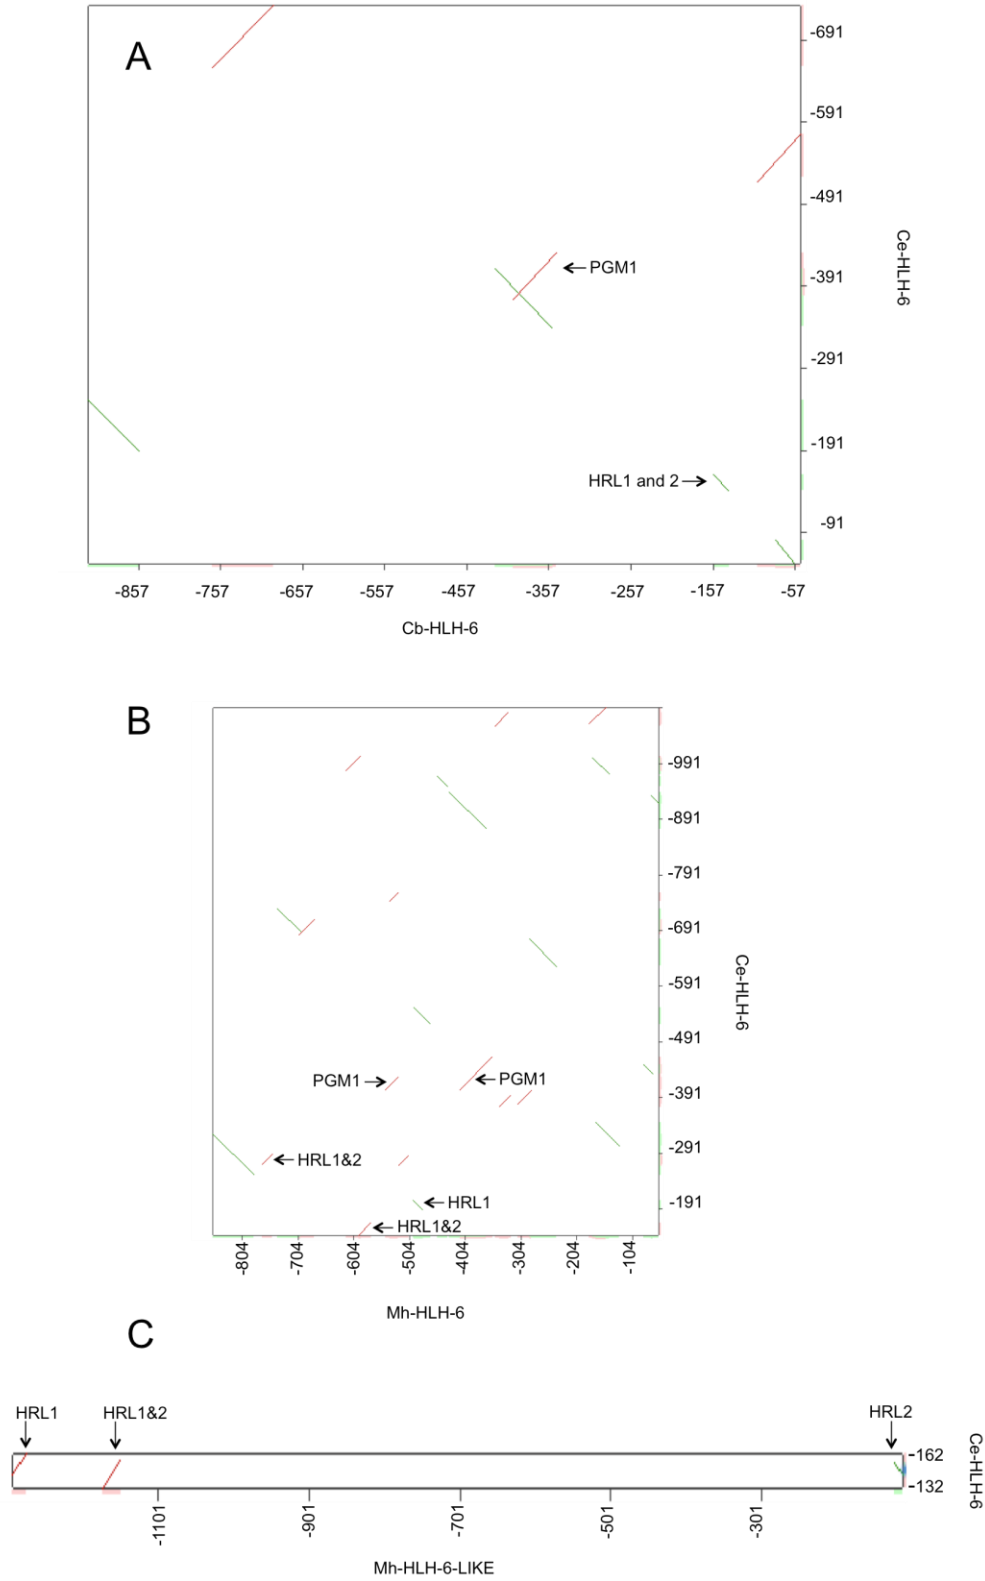 A
-691
-591
-491
PGM1
-391
Ce-HLH-6
-291
-191
HRL1 and 2
-91
-857 -757 -657 -557 -457 -357 -257 -157 -57
Cb-HLH-6
B
-991
-891
-791
-691
-591
Ce-HLH-6
-491
PGM1 PGM1
-391
-291
HRL1&2
-191
HRL1
HRL1&2
-804 -704 -604 -504 -404 -304 -204 -104
Mh-HLH-6
C
HRL1 HRL1&2 HRL2
-162
-132
Ce-HLH-6
-1101 -901 -701 -501 -301
Mh-HLH-6-LIKE